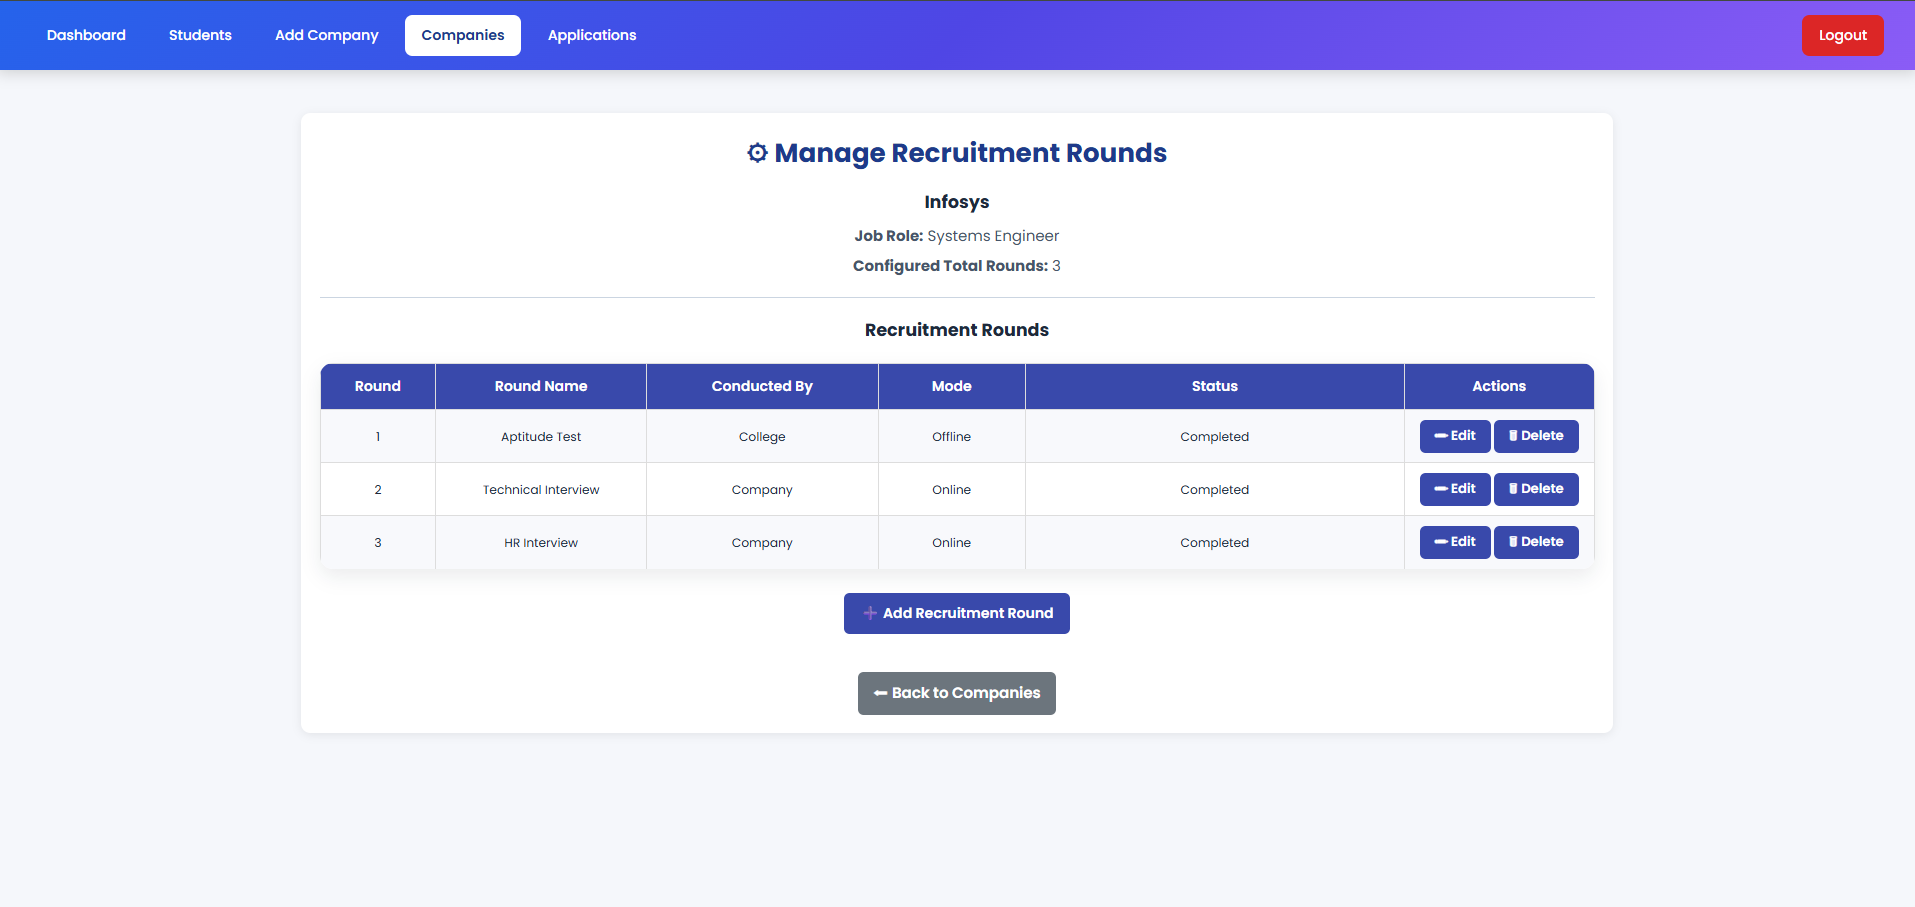 Dashboard Students Add Company Companies Applications Logout
⚙ Manage Recruitment Rounds
Infosys
Job Role: Systems Engineer
Configured Total Rounds: 3
Recruitment Rounds
Round Round Name Conducted By Mode Status Actions
1 Aptitude Test College Offline Completed ✏ Edit 🗑 Delete
2 Technical Interview Company Online Completed ✏ Edit 🗑 Delete
3 HR Interview Company Online Completed ✏ Edit 🗑 Delete
➕ Add Recruitment Round
⬅ Back to Companies